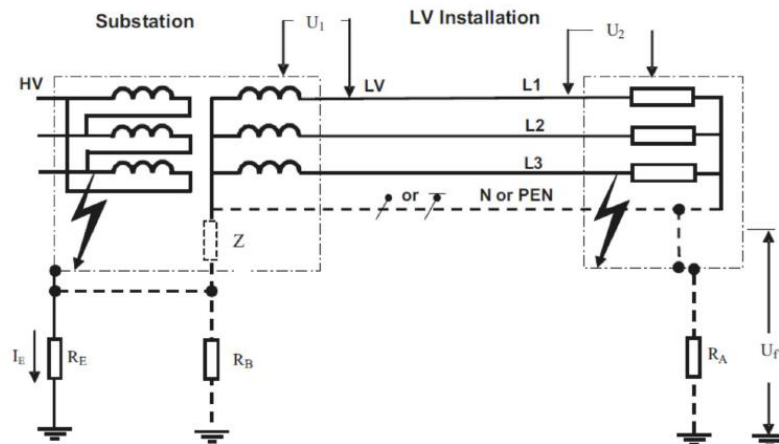 Substation
U1
LV Installation
U2
HV
LV
L1
L2
L3
or
N or PEN
Z
IE
RE
RB
RA
Uf